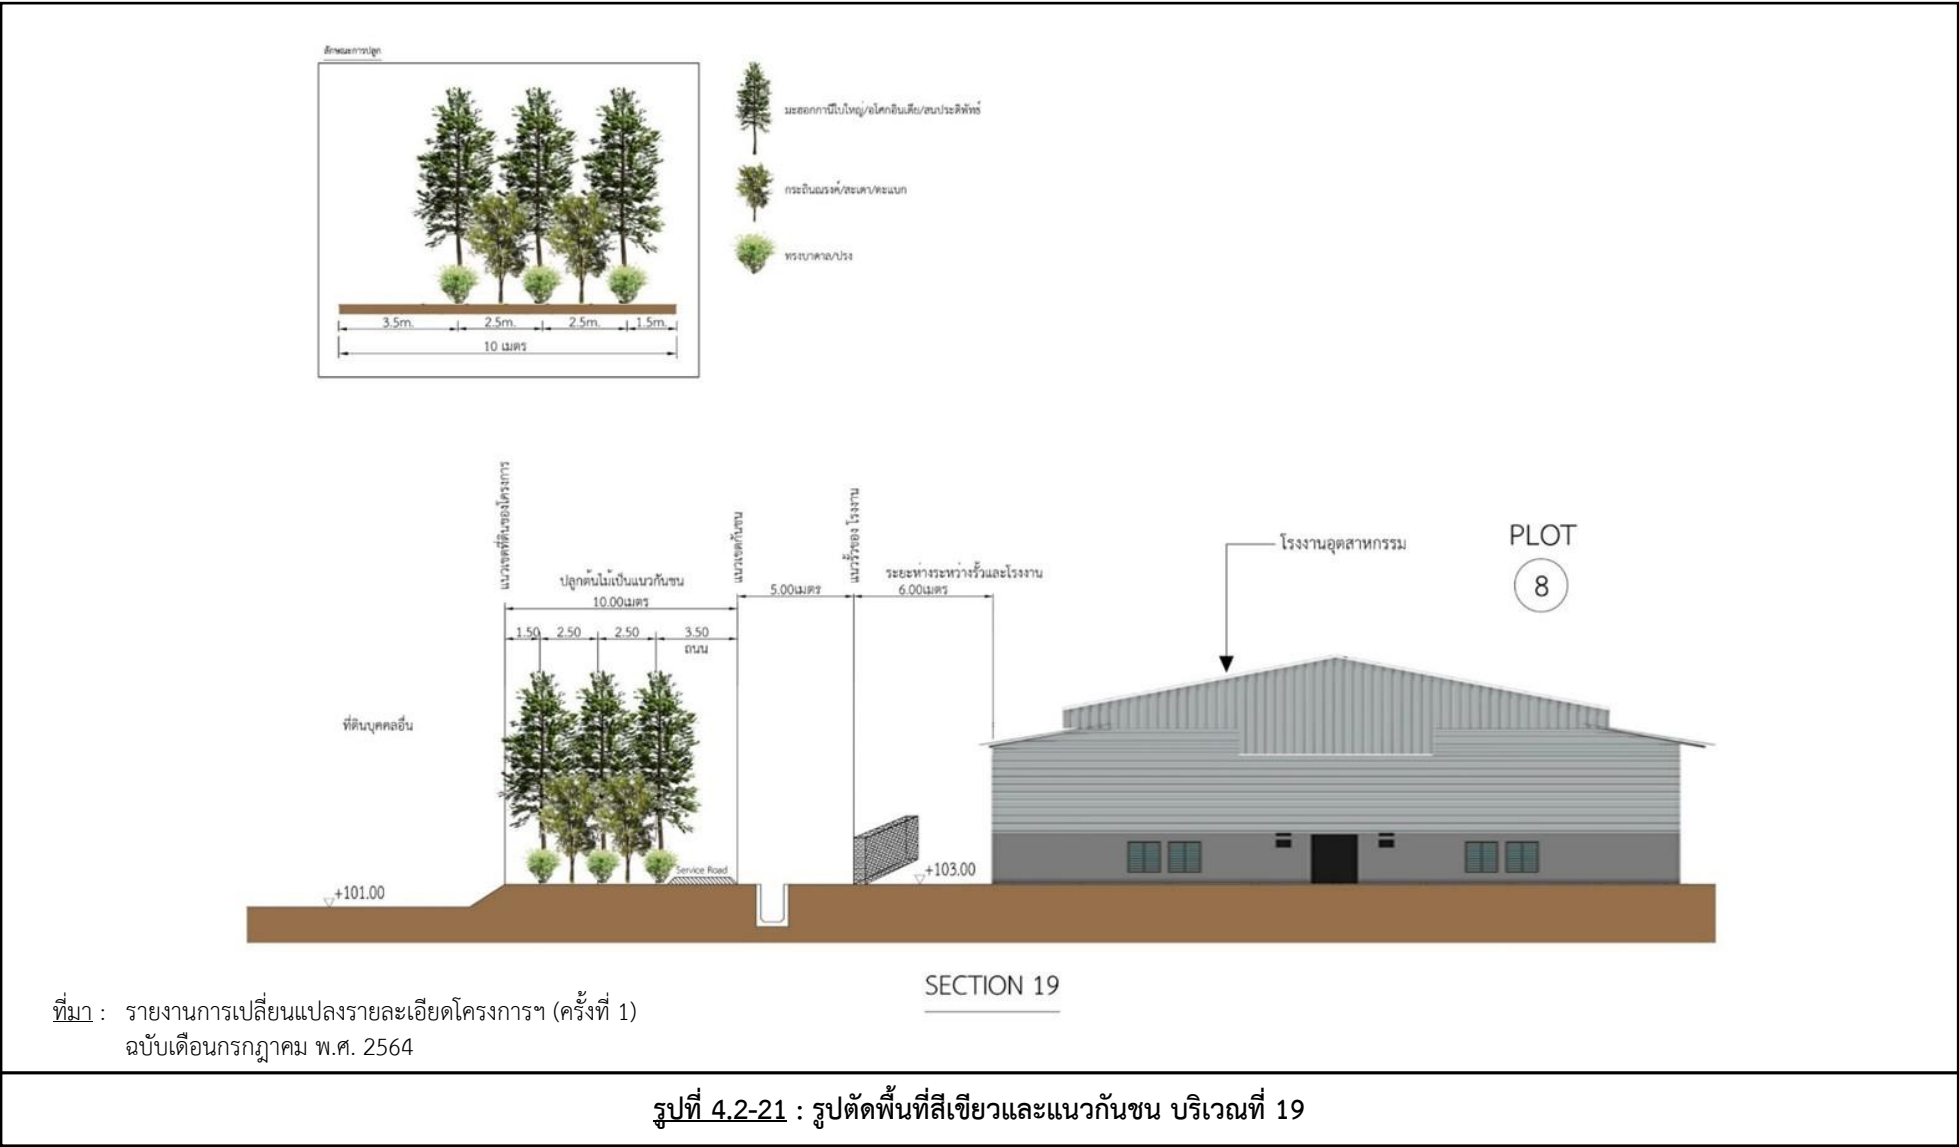 ลักษณะการปลูก
มะฮอกกานีใบใหญ่/อโศกอินเดีย/สนประดิพัทธ์
กระถินณรงค์/สะเดา/ตะแบก
ทรงบาดาล/ปรง
3.5m. 2.5m. 2.5m. 1.5m.
10 เมตร
แนวเขตที่ดินของโครงการ
แนวเขตกันชน
แนวรั้วของ โรงงาน
ปลูกต้นไม้เป็นแนวกันชน
10.00เมตร
5.00เมตร
ระยะห่างระหว่างรั้วและโรงงาน
6.00เมตร
1.50 2.50 2.50 3.50
ถนน
โรงงานอุตสาหกรรม
PLOT
8
ที่ดินบุคคลอื่น
Service Road
+103.00
+101.00
SECTION 19
ที่มา : รายงานการเปลี่ยนแปลงรายละเอียดโครงการฯ (ครั้งที่ 1)
ฉบับเดือนกรกฎาคม พ.ศ. 2564
รูปที่ 4.2-21 : รูปตัดพื้นที่สีเขียวและแนวกันชน บริเวณที่ 19